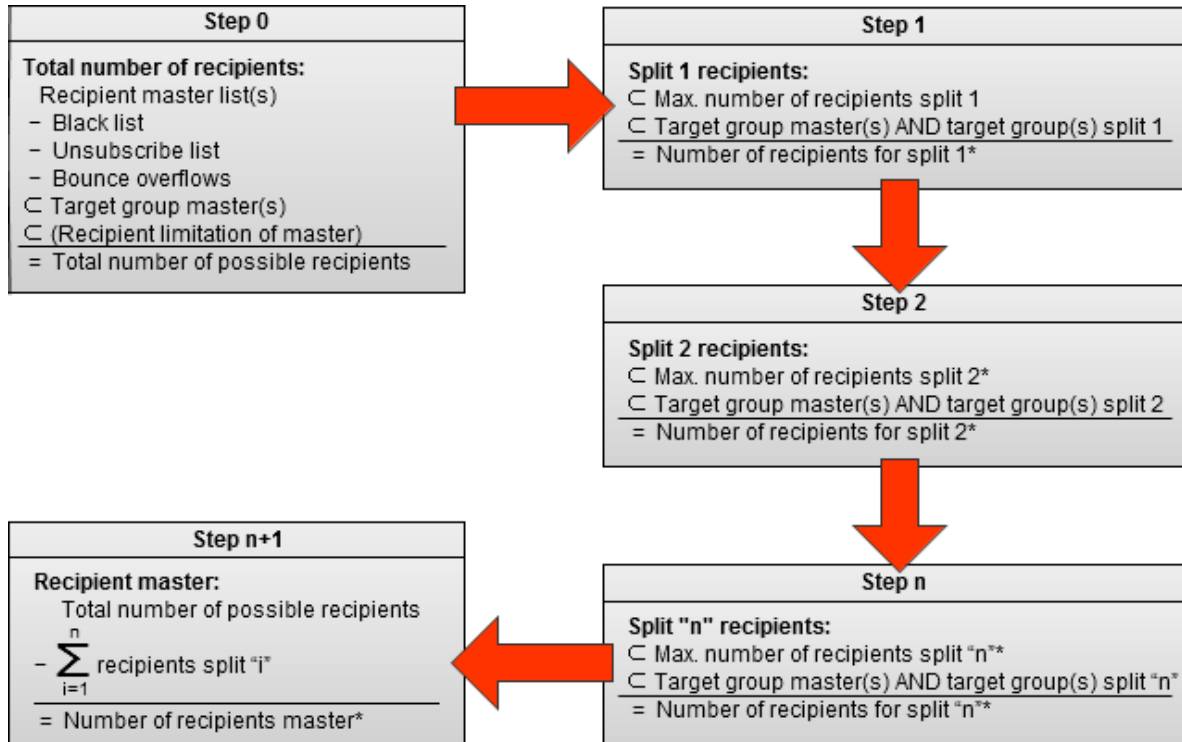 Step 0
Total number of recipients:
Recipient master list(s)
− Black list
− Unsubscribe list
− Bounce overflows
⊂ Target group master(s)
⊂ (Recipient limitation of master)
= Total number of possible recipients
Step 1
Split 1 recipients:
⊂ Max. number of recipients split 1
⊂ Target group master(s) AND target group(s) split 1
= Number of recipients for split 1*
Step 2
Split 2 recipients:
⊂ Max. number of recipients split 2*
⊂ Target group master(s) AND target group(s) split 2
= Number of recipients for split 2*
Step n
Split "n" recipients:
⊂ Max. number of recipients split “n”*
⊂ Target group master(s) AND target group(s) split “n”
= Number of recipients for split “n”*
Step n+1
Recipient master:
Total number of possible recipients
n
− ∑ recipients split “i”
i=1
= Number of recipients master*